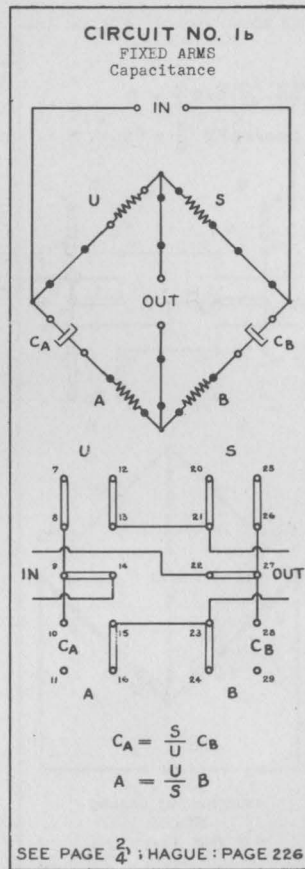 CIRCUIT NO. 1b
FIXED ARMS
Capacitance
IN
U S
OUT
CA CB
A B
U S
7 12 20 25
8 13 21 26
IN 9 14 22 27 OUT
10 15 23 28
CA CB
11 16 24 29
A B
CA = S/U CB
A = U/S B
SEE PAGE 2/4; HAGUE: PAGE 226